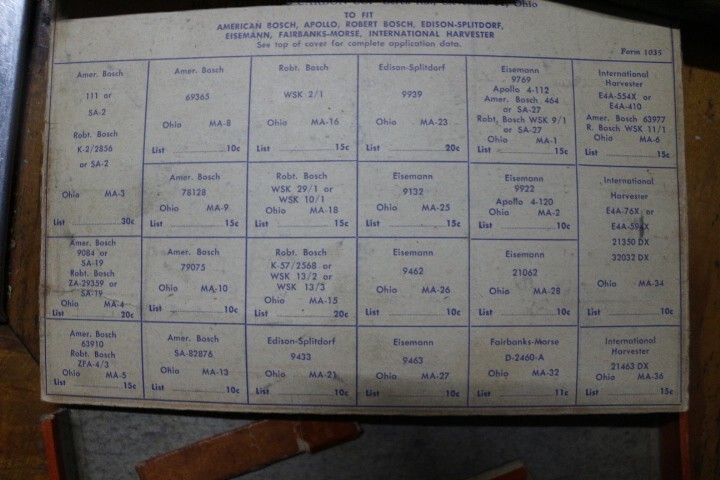 Ohio
TO FIT
AMERICAN BOSCH, APOLLO, ROBERT BOSCH, EDISON-SPLITDORF,
EISEMANN, FAIRBANKS-MORSE, INTERNATIONAL HARVESTER
See top of cover for complete application data.
Form 1035
Amer. Bosch
111 or
SA-2
Robt. Bosch
K-2/2856
or SA-2
Ohio MA-3
List 30c
Amer. Bosch
69365
Ohio MA-8
List 10c
Robt. Bosch
WSK 2/1
Ohio MA-16
List 15c
Edison-Splitdorf
9939
Ohio MA-23
List 20c
Eisemann
9769
Apollo 4-112
Amer. Bosch 464
or SA-27
Robt, Bosch WSK 9/1
or SA-27
Ohio MA-1
List 15c
International
Harvester
E4A-554X or
E4A-410
Amer. Bosch 63977
R. Bosch WSK 11/1
Ohio MA-6
List 15c
Amer. Bosch
78128
Ohio MA-9
List 15c
Robt. Bosch
WSK 29/1 or
WSK 10/1
Ohio MA-18
List 15c
Eisemann
9132
Ohio MA-25
List 15c
Eisemann
9922
Apollo 4-120
Ohio MA-2
List 10c
International
Harvester
E4A-76X or
E4A-594X
21350 DX
32032 DX
Ohio MA-34
List 10c
Amer. Bosch
9084 or
SA-19
Robt. Bosch
ZA-29359 or
SA-19
Ohio MA-4
List 20c
Amer. Bosch
79075
Ohio MA-10
List 10c
Robt. Bosch
K-57/2568 or
WSK 13/2 or
WSK 13/3
Ohio MA-15
List 20c
Eisemann
9462
Ohio MA-26
List 10c
Eisemann
21062
Ohio MA-28
List 10c
Amer. Bosch
63910
Robt. Bosch
ZFA-4/3
Ohio MA-5
List 15c
Amer. Bosch
SA-82876
Ohio MA-13
List 10c
Edison-Splitdorf
9433
Ohio MA-21
List 10c
Eisemann
9463
Ohio MA-27
List 10c
Fairbanks-Morse
D-2460-A
Ohio MA-32
List 11c
International
Harvester
21463 DX
Ohio MA-36
List 15c